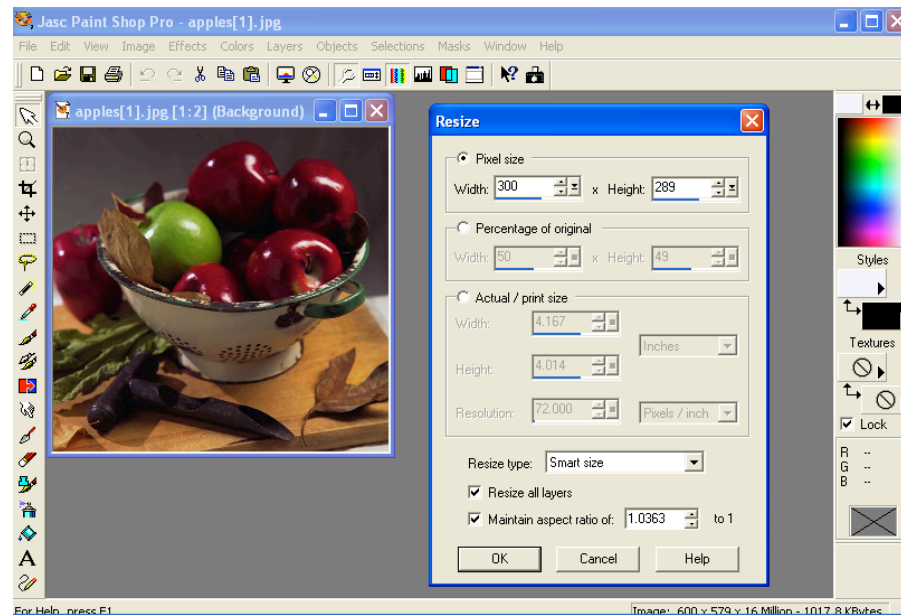 Jasc Paint Shop Pro - apples[1].jpg
File Edit View Image Effects Colors Layers Objects Selections Masks Window Help
apples[1].jpg [1:2] (Background)
Resize
Pixel size
Width: 300 x Height: 289
Percentage of original
Width: 50 x Height: 49
Actual / print size
Width: 4.167
Inches
Height: 4.014
Resolution: 72.000 Pixels / inch
Resize type: Smart size
Resize all layers
Maintain aspect ratio of: 1.0363 to 1
OK Cancel Help
Styles
Textures
Lock
R --
G --
B --
A
For Help, press F1
Image: 600 x 579 x 16 Million - 1017.8 KBytes